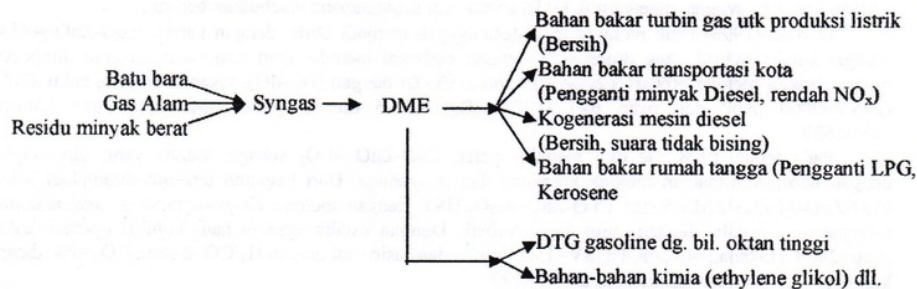 Bahan bakar turbin gas utk produksi listrik
(Bersih)
Batu bara
Gas Alam
Residu minyak berat
Syngas
DME
Bahan bakar transportasi kota
(Pengganti minyak Diesel, rendah NOx)
Kogenerasi mesin diesel
(Bersih, suara tidak bising)
Bahan bakar rumah tangga (Pengganti LPG,
Kerosene
DTG gasoline dg. bil. oktan tinggi
Bahan-bahan kimia (ethylene glikol) dll.